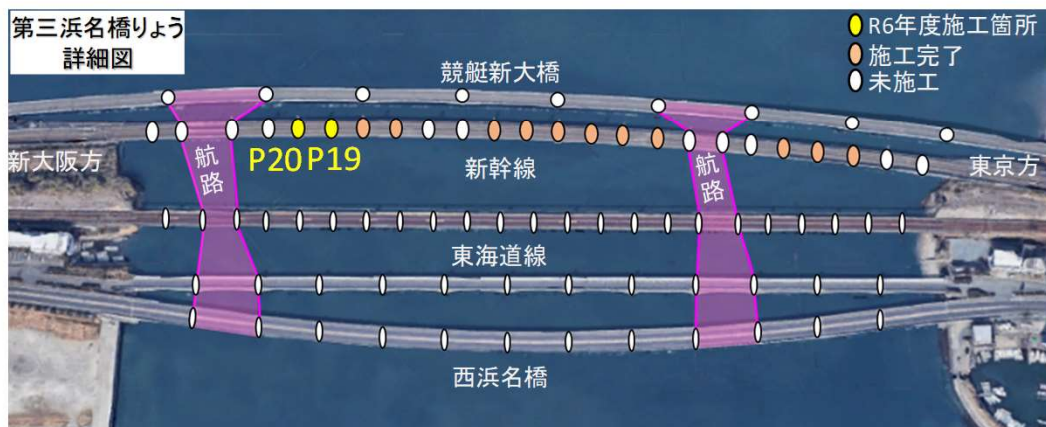 第三浜名橋りょう
詳細図
R6年度施工箇所
施工完了
未施工
競艇新大橋
新大阪方
航路
P20 P19
新幹線
航路
東京方
東海道線
西浜名橋